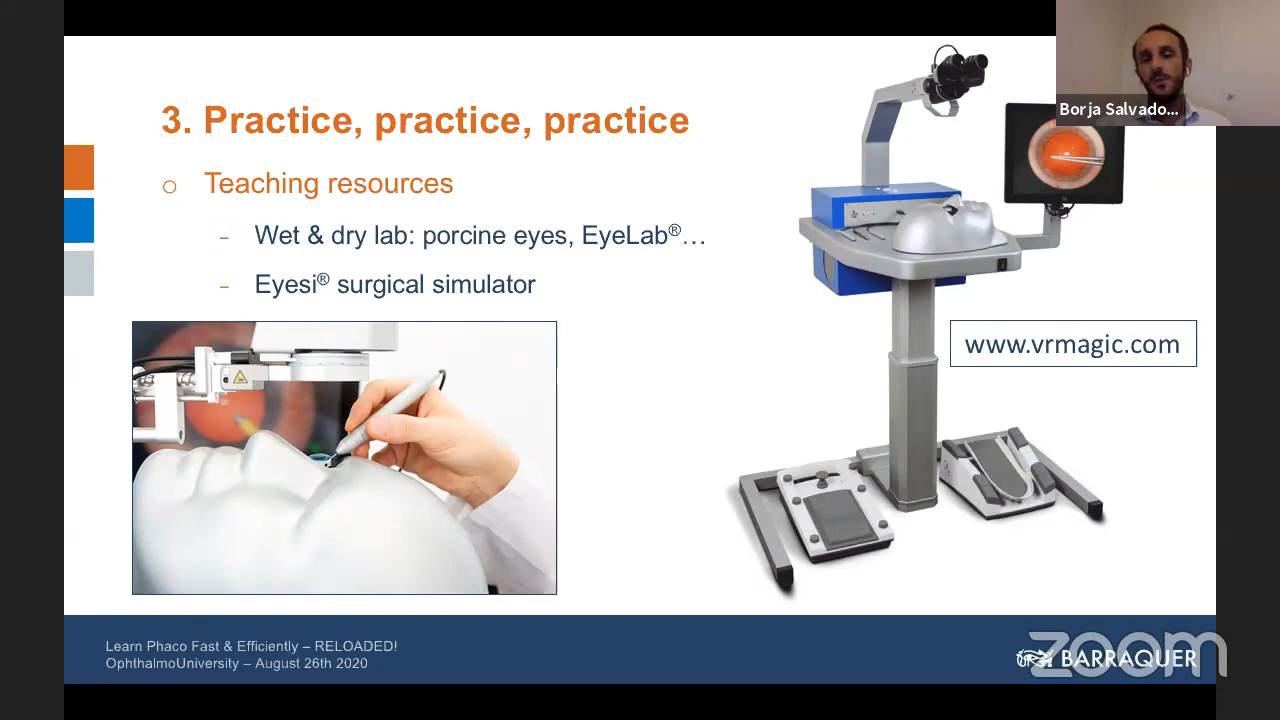 3. Practice, practice, practice
o Teaching resources
– Wet & dry lab: porcine eyes, EyeLab®…
– Eyesi® surgical simulator
www.vrmagic.com
Borja Salvado...
Learn Phaco Fast & Efficiently – RELOADED!
OphthalmoUniversity – August 26th 2020
BARRAQUER
zoom